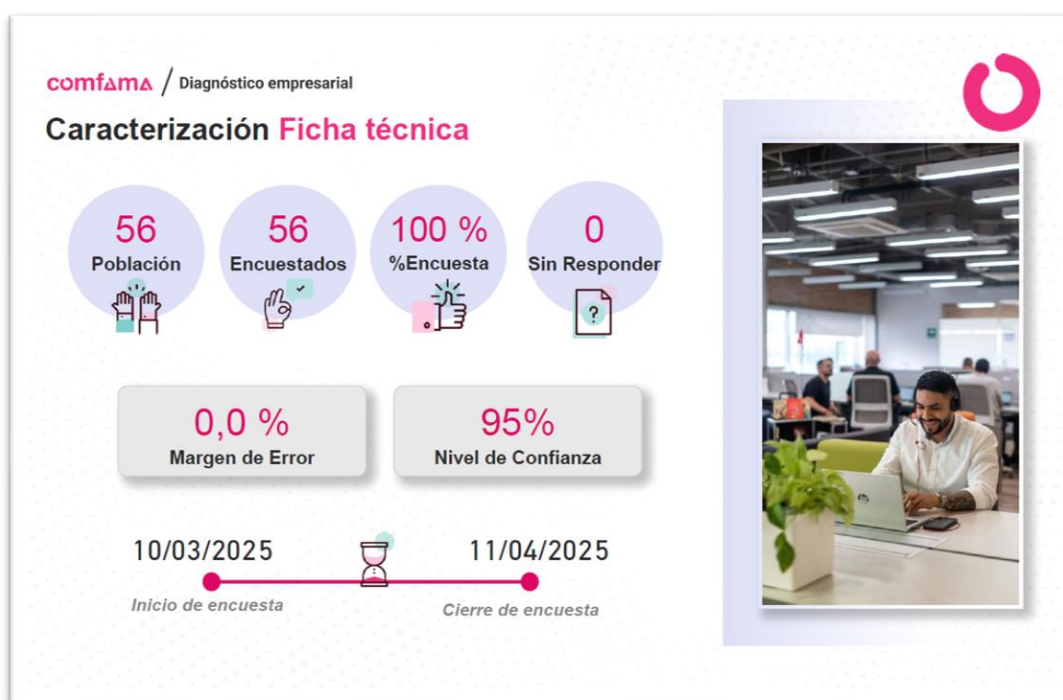 comfama / Diagnóstico empresarial
Caracterización Ficha técnica
56
Población
56
Encuestados
100 %
%Encuesta
0
Sin Responder
?
0,0 %
Margen de Error
95%
Nivel de Confianza
10/03/2025
Inicio de encuesta
11/04/2025
Cierre de encuesta
hp